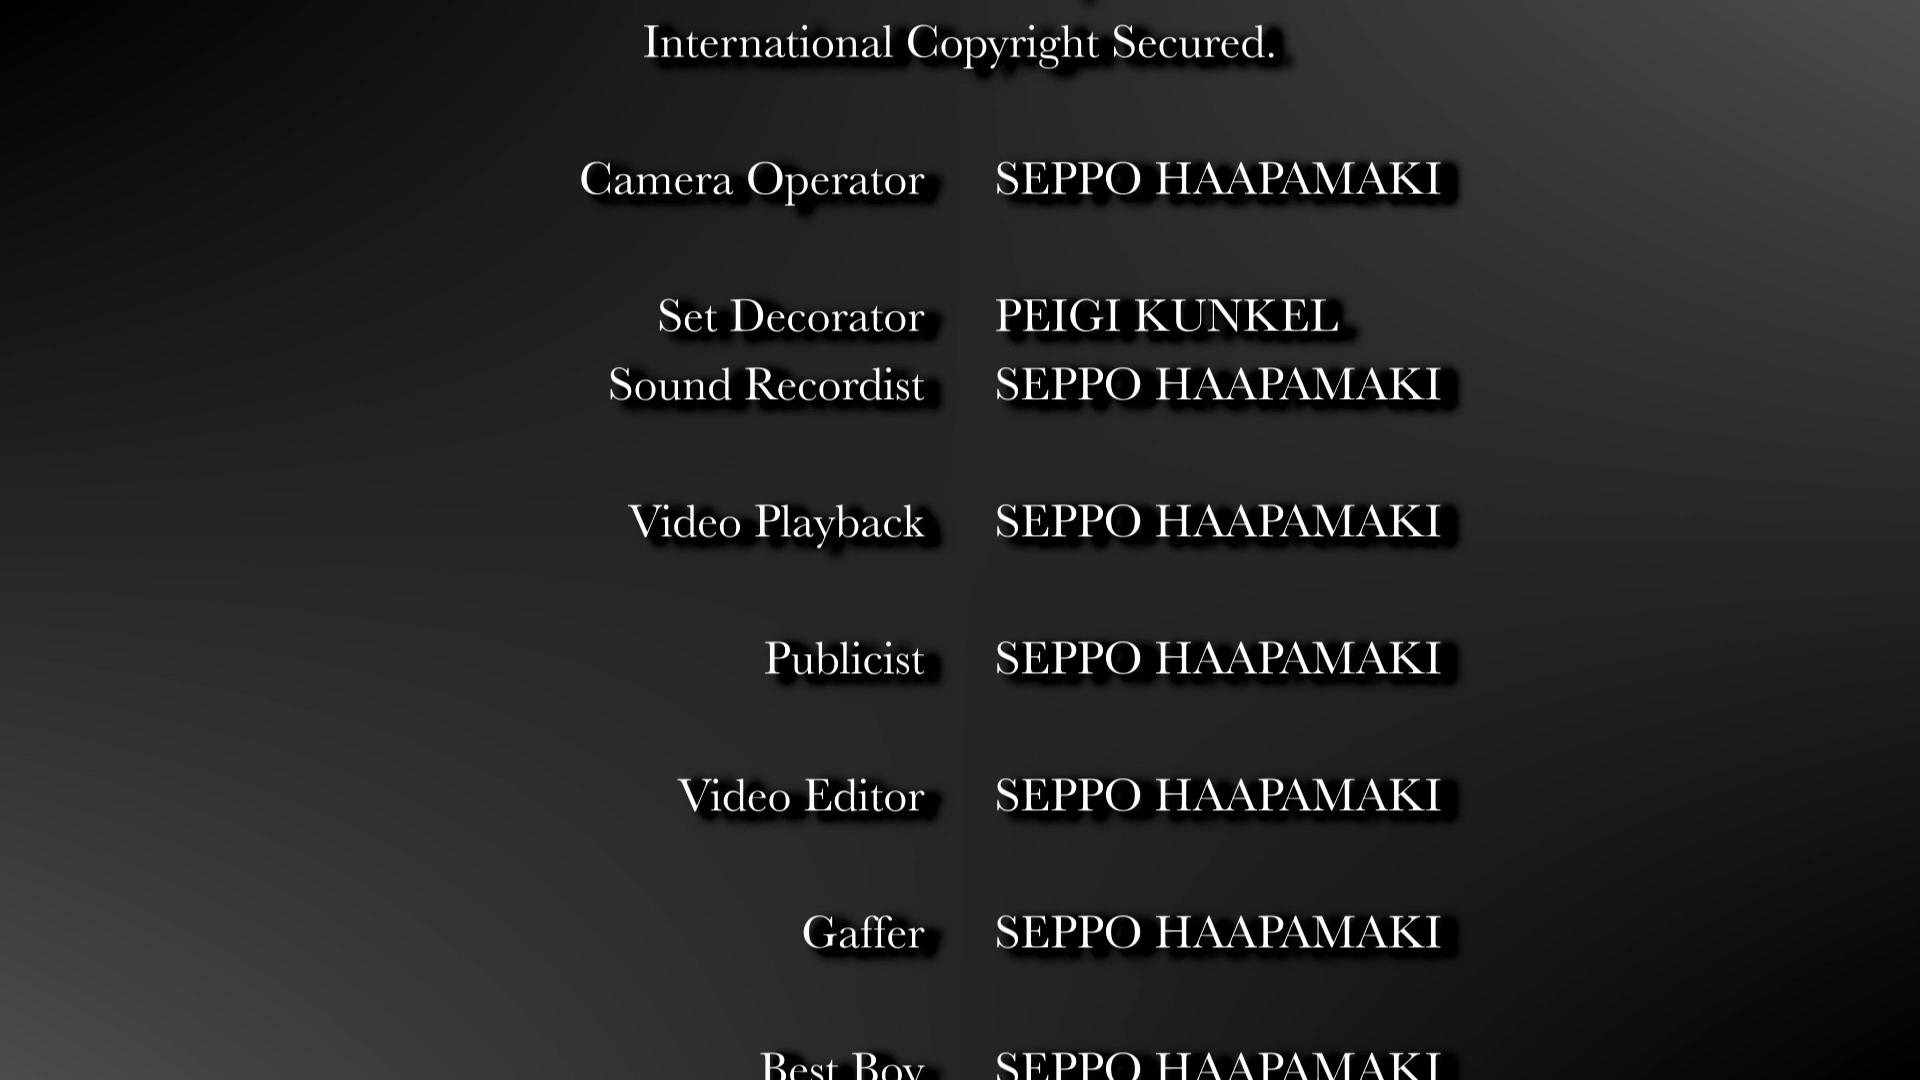 International Copyright Secured.
Camera Operator SEPPO HAAPAMAKI
Set Decorator PEIGI KUNKEL
Sound Recordist SEPPO HAAPAMAKI
Video Playback SEPPO HAAPAMAKI
Publicist SEPPO HAAPAMAKI
Video Editor SEPPO HAAPAMAKI
Gaffer SEPPO HAAPAMAKI
Best Boy SEPPO HAAPAMAKI